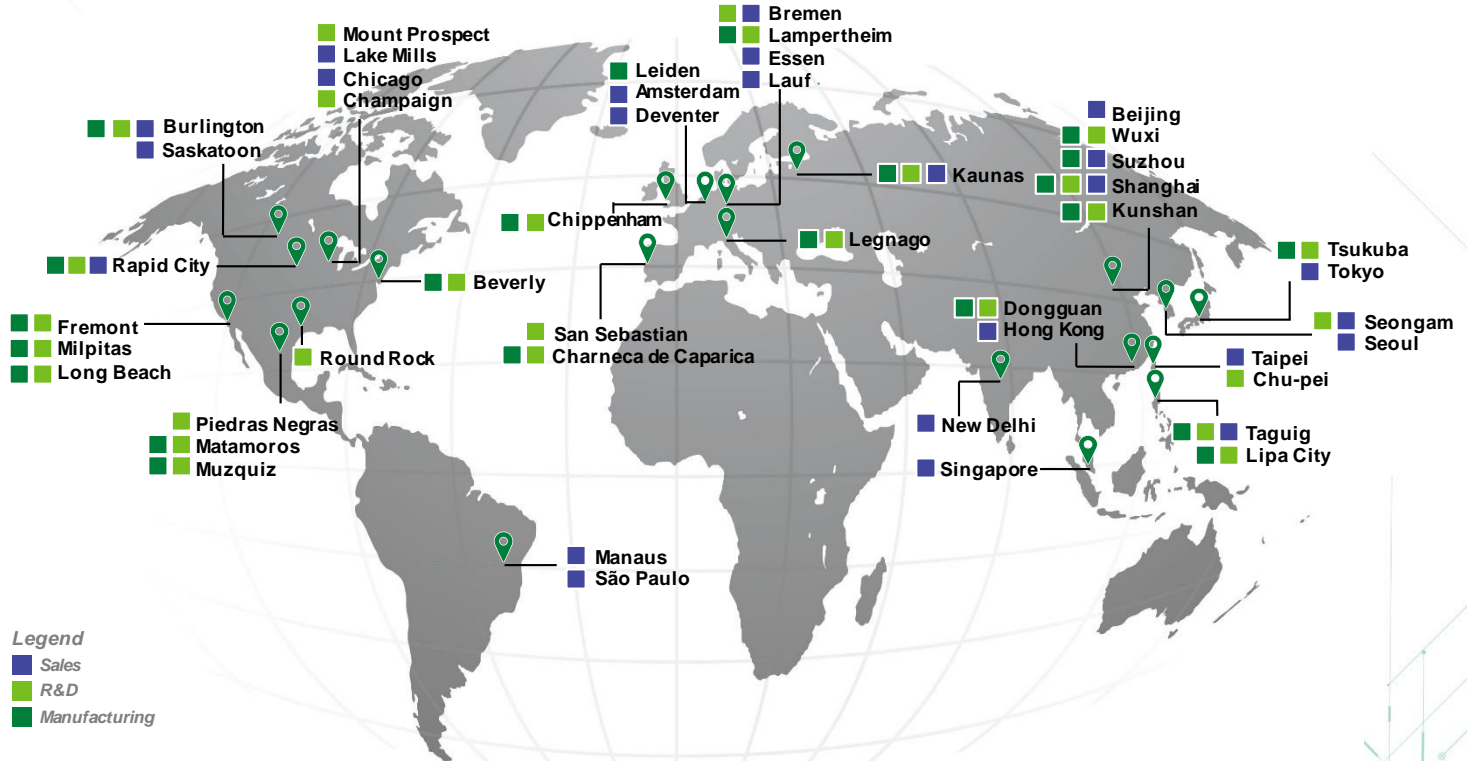 Mount Prospect
Lake Mills
Chicago
Champaign
Bremen
Lampertheim
Essen
Lauf
Leiden
Amsterdam
Deventer
Burlington
Saskatoon
Beijing
Wuxi
Suzhou
Shanghai
Kunshan
Kaunas
Chippenham
Legnago
Rapid City
Beverly
Tsukuba
Tokyo
Fremont
Milpitas
Long Beach
Round Rock
San Sebastian
Charneca de Caparica
Dongguan
Hong Kong
Seongam
Seoul
Taipei
Chu-pei
Piedras Negras
Matamoros
Muzquiz
New Delhi
Singapore
Taguig
Lipa City
Manaus
São Paulo
Legend
Sales
R&D
Manufacturing